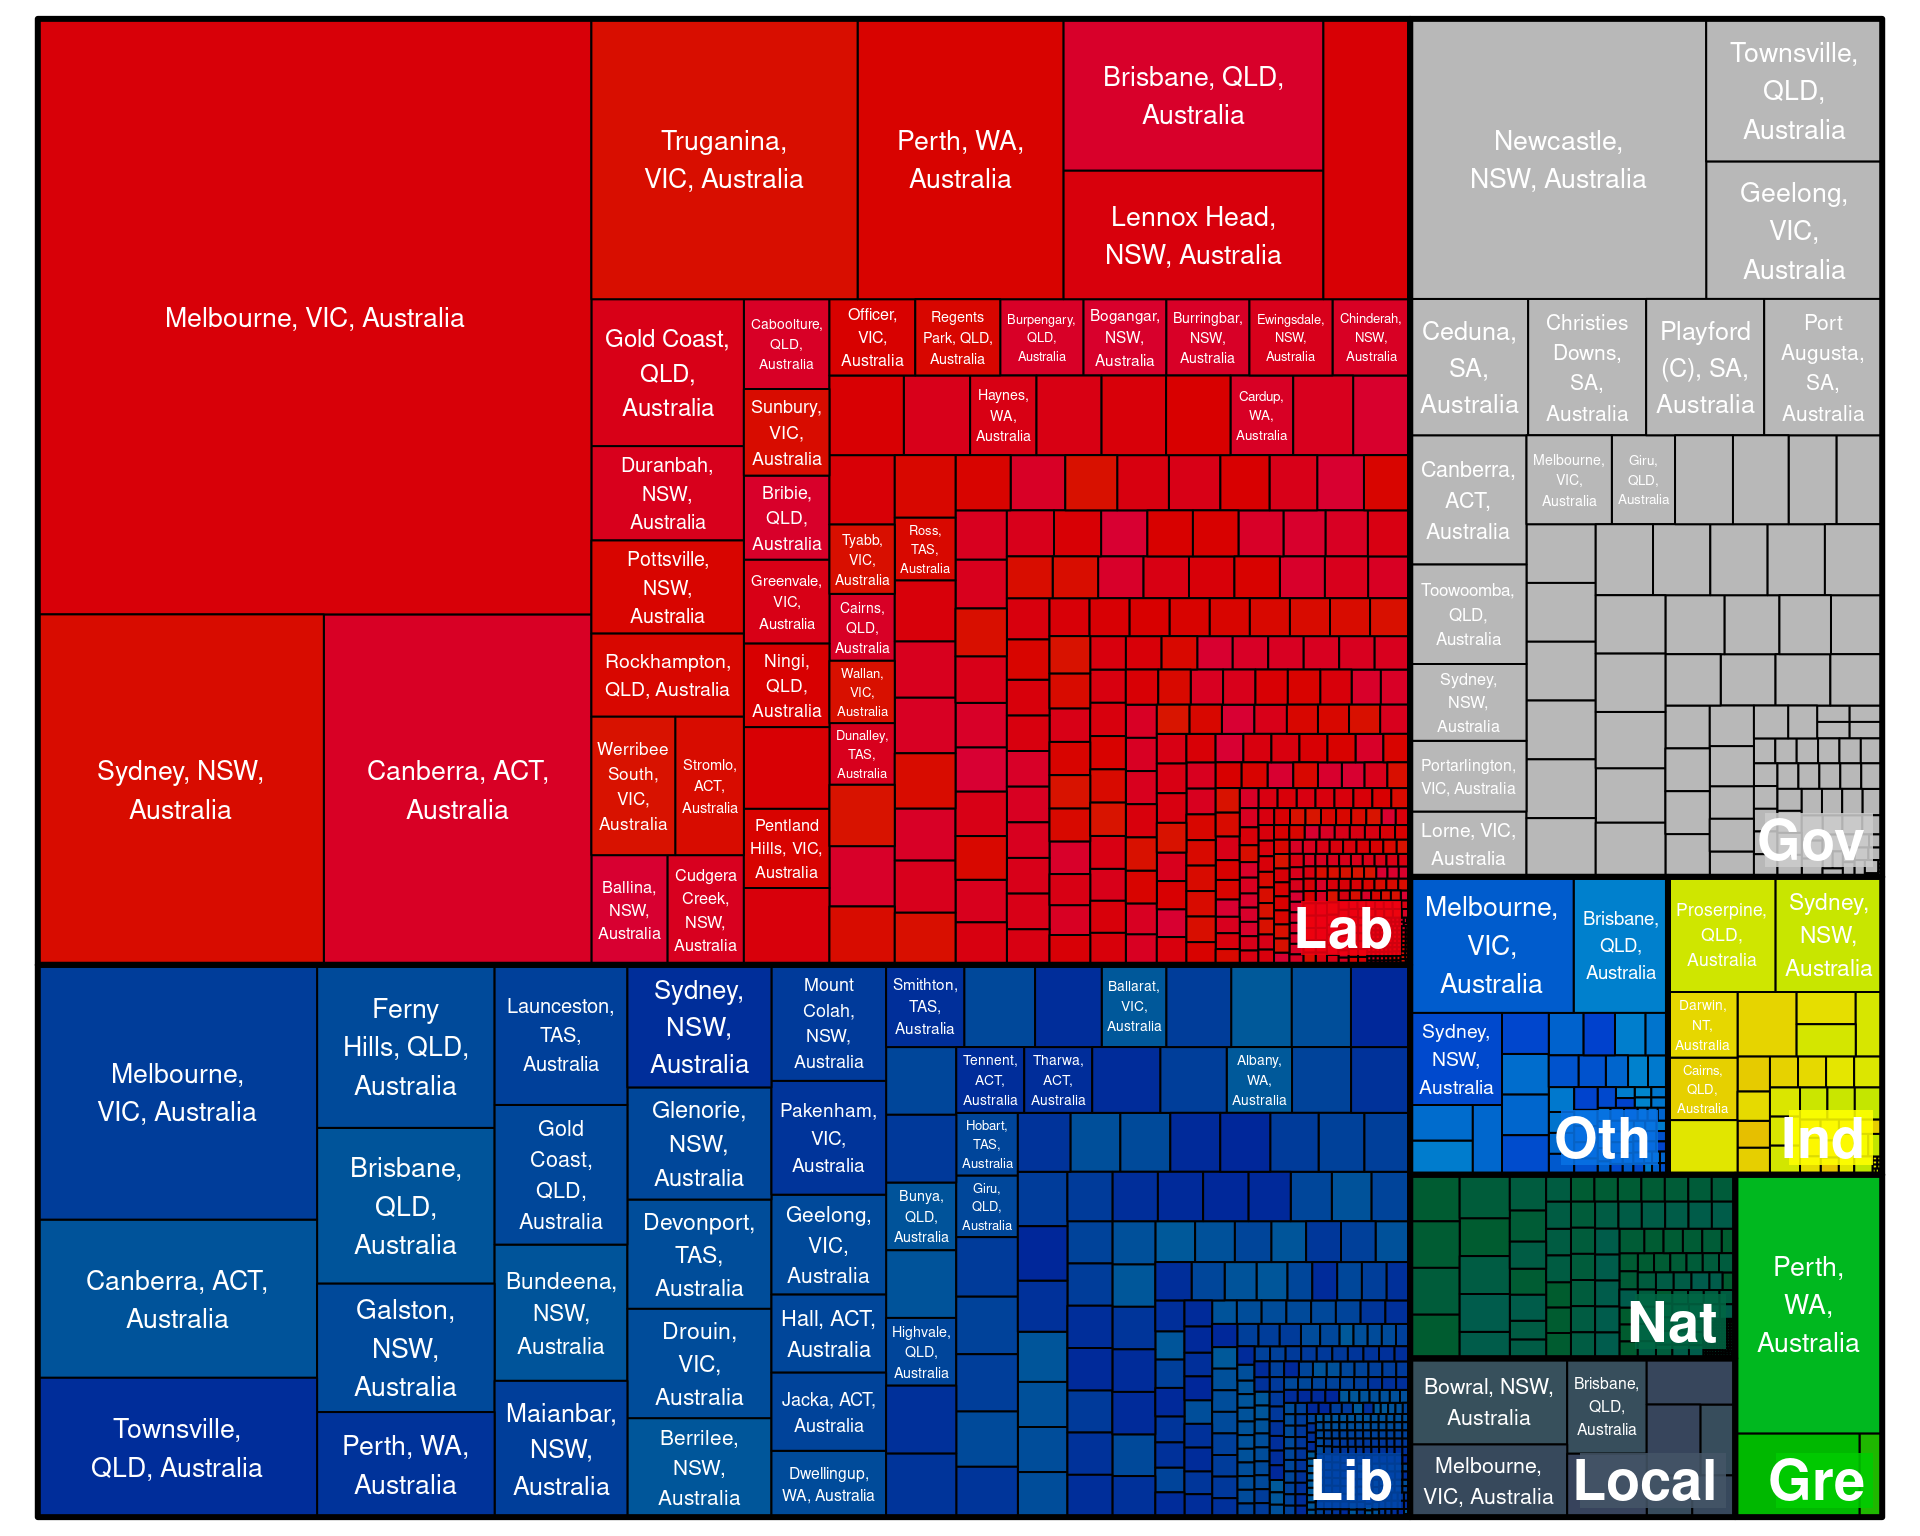 Melbourne, VIC, Australia
Sydney, NSW,
Australia
Canberra, ACT,
Australia
Truganina,
VIC, Australia
Perth, WA,
Australia
Brisbane, QLD,
Australia
Lennox Head,
NSW, Australia
Gold Coast,
QLD,
Australia
Duranbah,
NSW,
Australia
Pottsville,
NSW,
Australia
Rockhampton,
QLD, Australia
Werribee
South,
VIC,
Australia
Stromlo,
ACT,
Australia
Ballina,
NSW,
Australia
Cudgera
Creek,
NSW,
Australia
Caboolture,
QLD,
Australia
Sunbury,
VIC,
Australia
Bribie,
QLD,
Australia
Greenvale,
VIC,
Australia
Ningi,
QLD,
Australia
Pentland
Hills, VIC,
Australia
Officer,
VIC,
Australia
Regents
Park, QLD,
Australia
Burpengary,
QLD,
Australia
Bogangar,
NSW,
Australia
Burringbar,
NSW,
Australia
Ewingsdale,
NSW,
Australia
Chinderah,
NSW,
Australia
Haynes,
WA,
Australia
Cardup,
WA,
Australia
Tyabb,
VIC,
Australia
Ross,
TAS,
Australia
Cairns,
QLD,
Australia
Wallan,
VIC,
Australia
Dunalley,
TAS,
Australia
Lab
Newcastle,
NSW, Australia
Townsville,
QLD,
Australia
Geelong,
VIC,
Australia
Ceduna,
SA,
Australia
Christies
Downs,
SA,
Australia
Playford
(C), SA,
Australia
Port
Augusta,
SA,
Australia
Canberra,
ACT,
Australia
Melbourne,
VIC,
Australia
Giru,
QLD,
Australia
Toowoomba,
QLD,
Australia
Sydney,
NSW,
Australia
Portarlington,
VIC, Australia
Lorne, VIC,
Australia
Gov
Melbourne,
VIC, Australia
Canberra, ACT,
Australia
Townsville,
QLD, Australia
Ferny
Hills, QLD,
Australia
Brisbane,
QLD,
Australia
Galston,
NSW,
Australia
Perth, WA,
Australia
Launceston,
TAS,
Australia
Gold
Coast,
QLD,
Australia
Bundeena,
NSW,
Australia
Maianbar,
NSW,
Australia
Sydney,
NSW,
Australia
Glenorie,
NSW,
Australia
Devonport,
TAS,
Australia
Drouin,
VIC,
Australia
Berrilee,
NSW,
Australia
Mount
Colah,
NSW,
Australia
Pakenham,
VIC,
Australia
Geelong,
VIC,
Australia
Hall, ACT,
Australia
Jacka, ACT,
Australia
Dwellingup,
WA, Australia
Smithton,
TAS,
Australia
Ballarat,
VIC,
Australia
Tennent,
ACT,
Australia
Tharwa,
ACT,
Australia
Albany,
WA,
Australia
Hobart,
TAS,
Australia
Bunya,
QLD,
Australia
Giru,
QLD,
Australia
Highvale,
QLD,
Australia
Lib
Melbourne,
VIC,
Australia
Brisbane,
QLD,
Australia
Sydney,
NSW,
Australia
Oth
Proserpine,
QLD,
Australia
Sydney,
NSW,
Australia
Darwin,
NT,
Australia
Cairns,
QLD,
Australia
Ind
Nat
Perth,
WA,
Australia
Gre
Bowral, NSW,
Australia
Melbourne,
VIC, Australia
Brisbane,
QLD,
Australia
Local